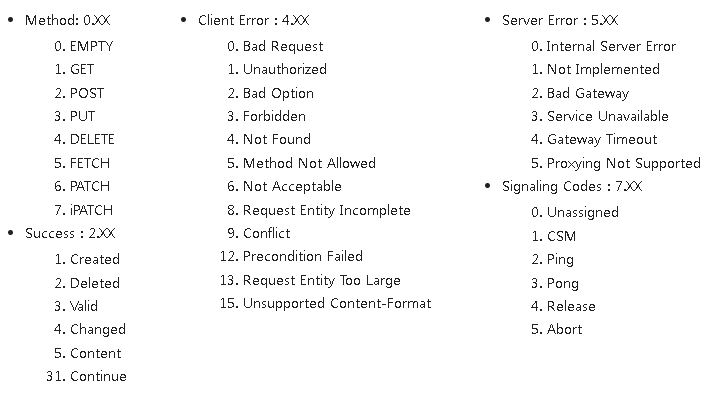 • Method: 0.XX
0. EMPTY
1. GET
2. POST
3. PUT
4. DELETE
5. FETCH
6. PATCH
7. iPATCH
• Success : 2.XX
1. Created
2. Deleted
3. Valid
4. Changed
5. Content
31. Continue
• Client Error : 4.XX
0. Bad Request
1. Unauthorized
2. Bad Option
3. Forbidden
4. Not Found
5. Method Not Allowed
6. Not Acceptable
8. Request Entity Incomplete
9. Conflict
12. Precondition Failed
13. Request Entity Too Large
15. Unsupported Content-Format
• Server Error : 5.XX
0. Internal Server Error
1. Not Implemented
2. Bad Gateway
3. Service Unavailable
4. Gateway Timeout
5. Proxying Not Supported
• Signaling Codes : 7.XX
0. Unassigned
1. CSM
2. Ping
3. Pong
4. Release
5. Abort